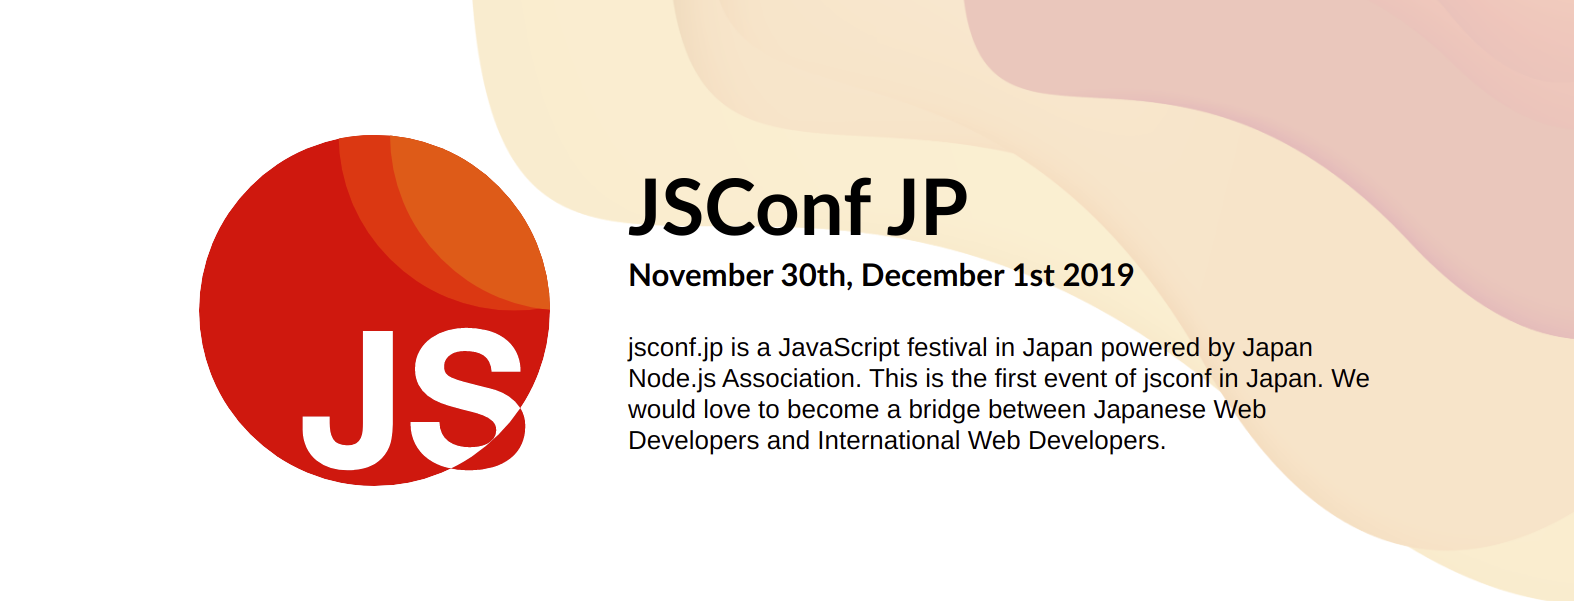 JS
JSConf JP
November 30th, December 1st 2019
jsconf.jp is a JavaScript festival in Japan powered by Japan
Node.js Association. This is the first event of jsconf in Japan. We
would love to become a bridge between Japanese Web
Developers and International Web Developers.